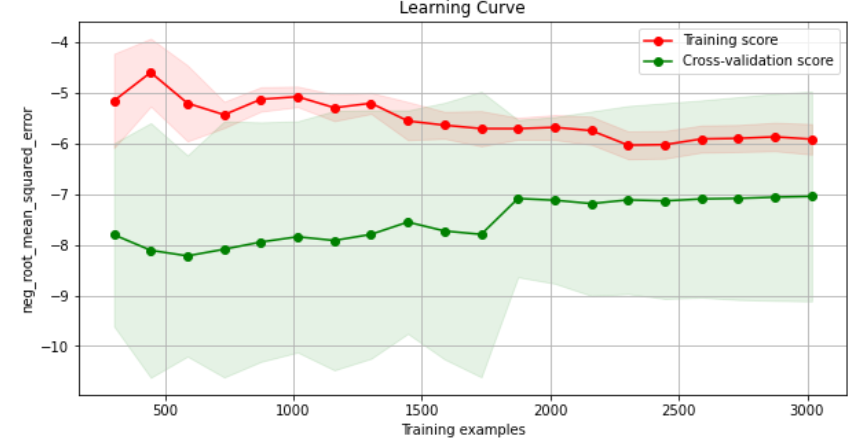 Learning Curve
Training score
Cross-validation score
neg_root_mean_squared_error
−4
−5
−6
−7
−8
−9
−10
500
1000
1500
2000
2500
3000
Training examples